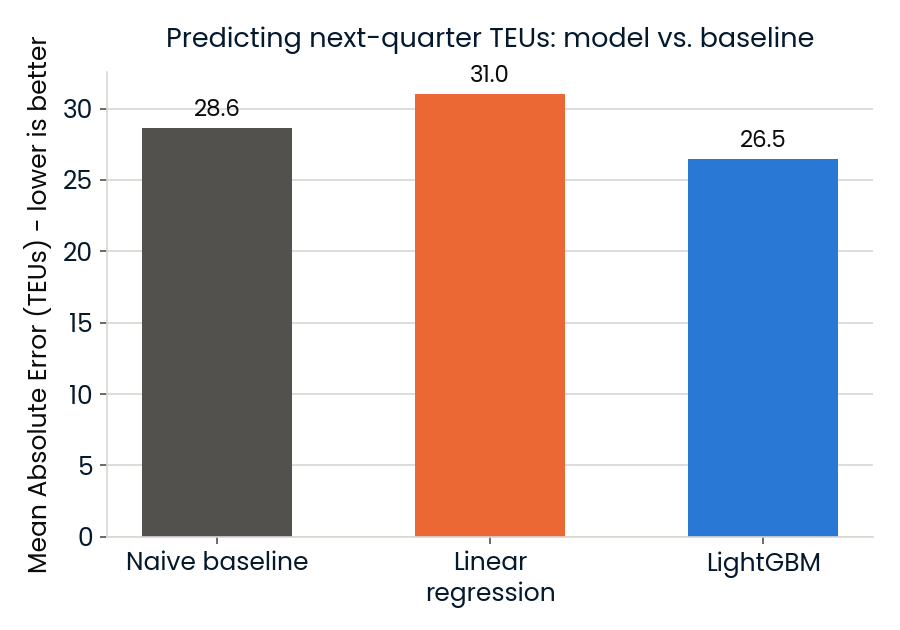 Predicting next-quarter TEUs: model vs. baseline
Mean Absolute Error (TEUs) – lower is better
30
25
20
15
10
5
0
28.6
31.0
26.5
Naive baseline
Linear
regression
LightGBM